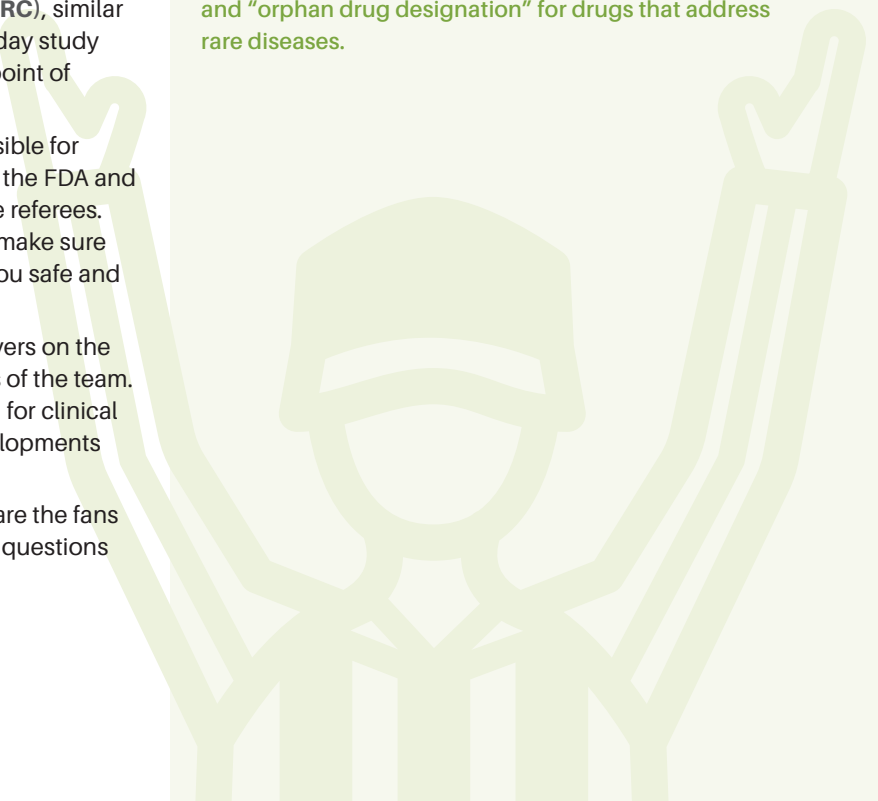 RC), similar
day study
point of
sible for
the FDA and
e referees.
make sure
ou safe and
yers on the
s of the team.
for clinical
lopments
are the fans
questions
and “orphan drug designation” for drugs that address
rare diseases.